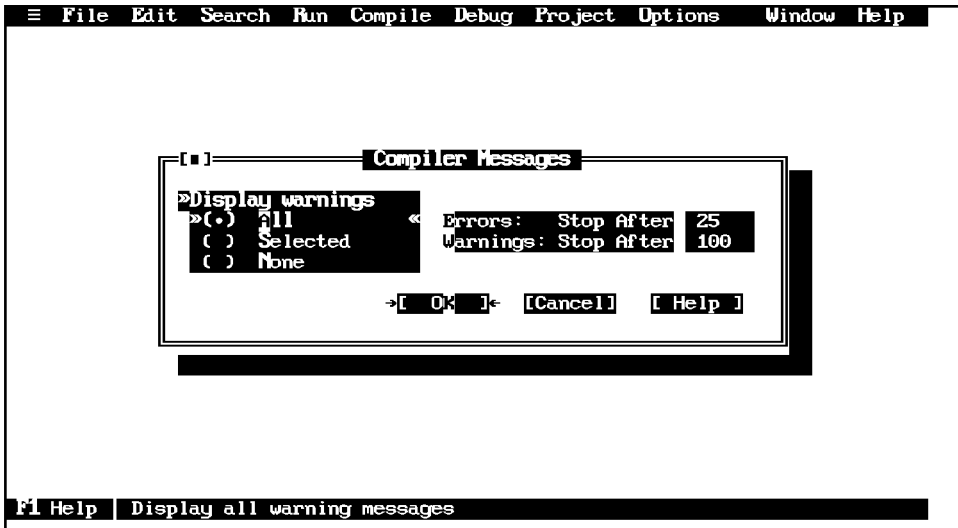 ≡ File Edit Search Run Compile Debug Project Options Window Help
[■] Compiler Messages
»Display warnings
»(•) All «
( ) Selected
( ) None
Errors: Stop After 25
Warnings: Stop After 100
→[ OK ]← [Cancel] [ Help ]
F1 Help | Display all warning messages